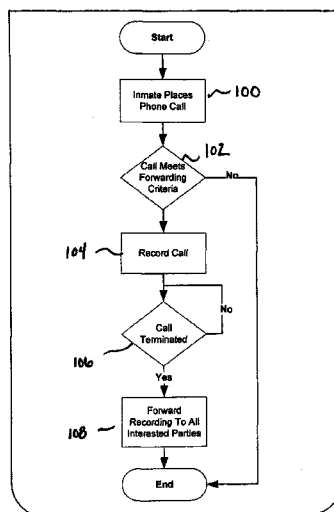 Start
Inmate Places
Phone Call
100
102
Call Meets
Forwarding
Criteria
No
104
Record Call
No
Call
Terminated
106
Yes
Forward
Recording To All
Interested Parties
108
End